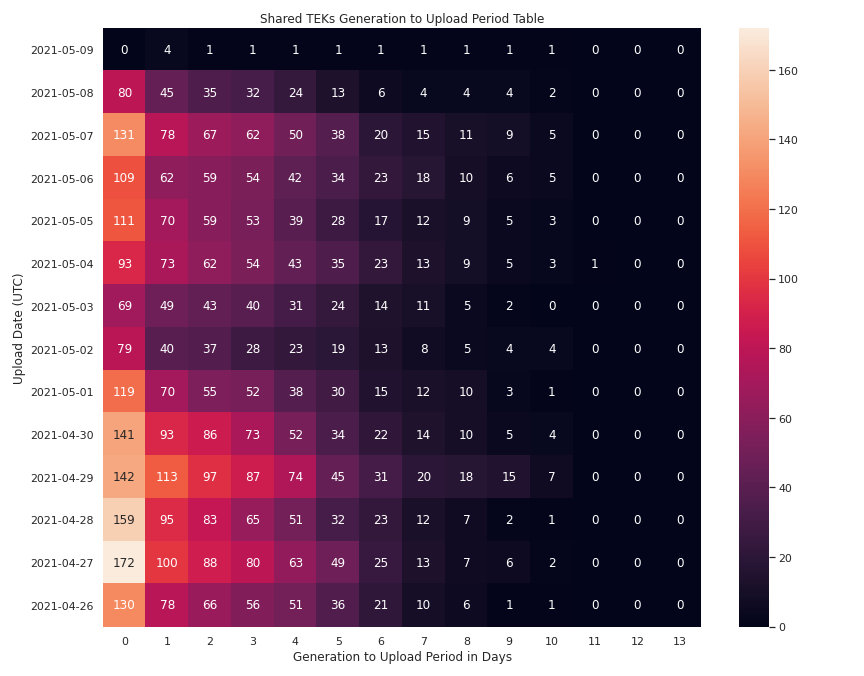 Shared TEKs Generation to Upload Period Table
Upload Date (UTC)
2021-05-09 0 4 1 1 1 1 1 1 1 1 1 0 0 0
2021-05-08 80 45 35 32 24 13 6 4 4 4 2 0 0 0
2021-05-07 131 78 67 62 50 38 20 15 11 9 5 0 0 0
2021-05-06 109 62 59 54 42 34 23 18 10 6 5 0 0 0
2021-05-05 111 70 59 53 39 28 17 12 9 5 3 0 0 0
2021-05-04 93 73 62 54 43 35 23 13 9 5 3 1 0 0
2021-05-03 69 49 43 40 31 24 14 11 5 2 0 0 0 0
2021-05-02 79 40 37 28 23 19 13 8 5 4 4 0 0 0
2021-05-01 119 70 55 52 38 30 15 12 10 3 1 0 0 0
2021-04-30 141 93 86 73 52 34 22 14 10 5 4 0 0 0
2021-04-29 142 113 97 87 74 45 31 20 18 15 7 0 0 0
2021-04-28 159 95 83 65 51 32 23 12 7 2 1 0 0 0
2021-04-27 172 100 88 80 63 49 25 13 7 6 2 0 0 0
2021-04-26 130 78 66 56 51 36 21 10 6 1 1 0 0 0
0 1 2 3 4 5 6 7 8 9 10 11 12 13
Generation to Upload Period in Days
160
140
120
100
80
60
40
20
0